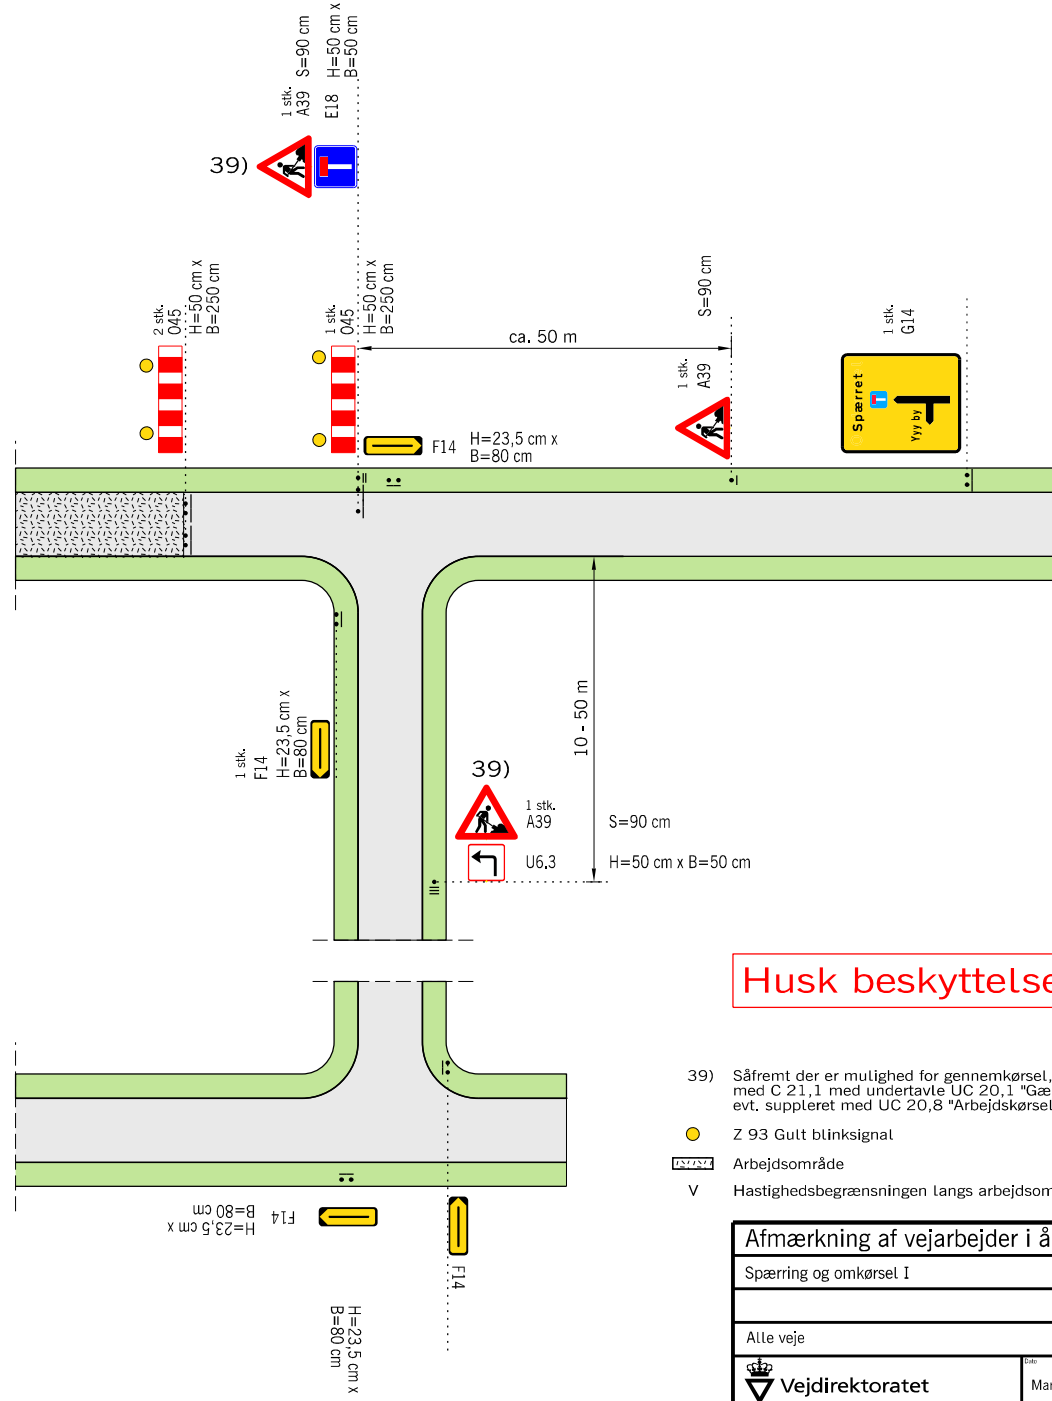 1 stk.
A39 S=90 cm
E18 H=50 cm x
B=50 cm
39)
2 stk.
O45
H=50 cm x
B=250 cm
1 stk.
O45
H=50 cm x
B=250 cm
ca. 50 m
S=90 cm
1 stk.
A39
1 stk.
G14
Spærret
Yyy by
F14
H=23,5 cm x
B=80 cm
10 - 50 m
1 stk.
F14
H=23,5 cm x
B=80 cm
39)
1 stk.
A39 S=90 cm
U6.3 H=50 cm x B=50 cm
Husk beskyttelse
39) Såfremt der er mulighed for gennemkørsel,
med C 21,1 med undertavle UC 20,1 "Gæ
evt. suppleret med UC 20,8 "Arbejdskørsel
Z 93 Gult blinksignal
Arbejdsområde
V Hastighedsbegrænsningen langs arbejdsom
F14
H=23,5 cm x
B=80 cm
F14
H=23,5 cm x
B=80 cm
Afmærkning af vejarbejder i å
Spærring og omkørsel I
Alle veje
Vejdirektoratet
Dato
Mar